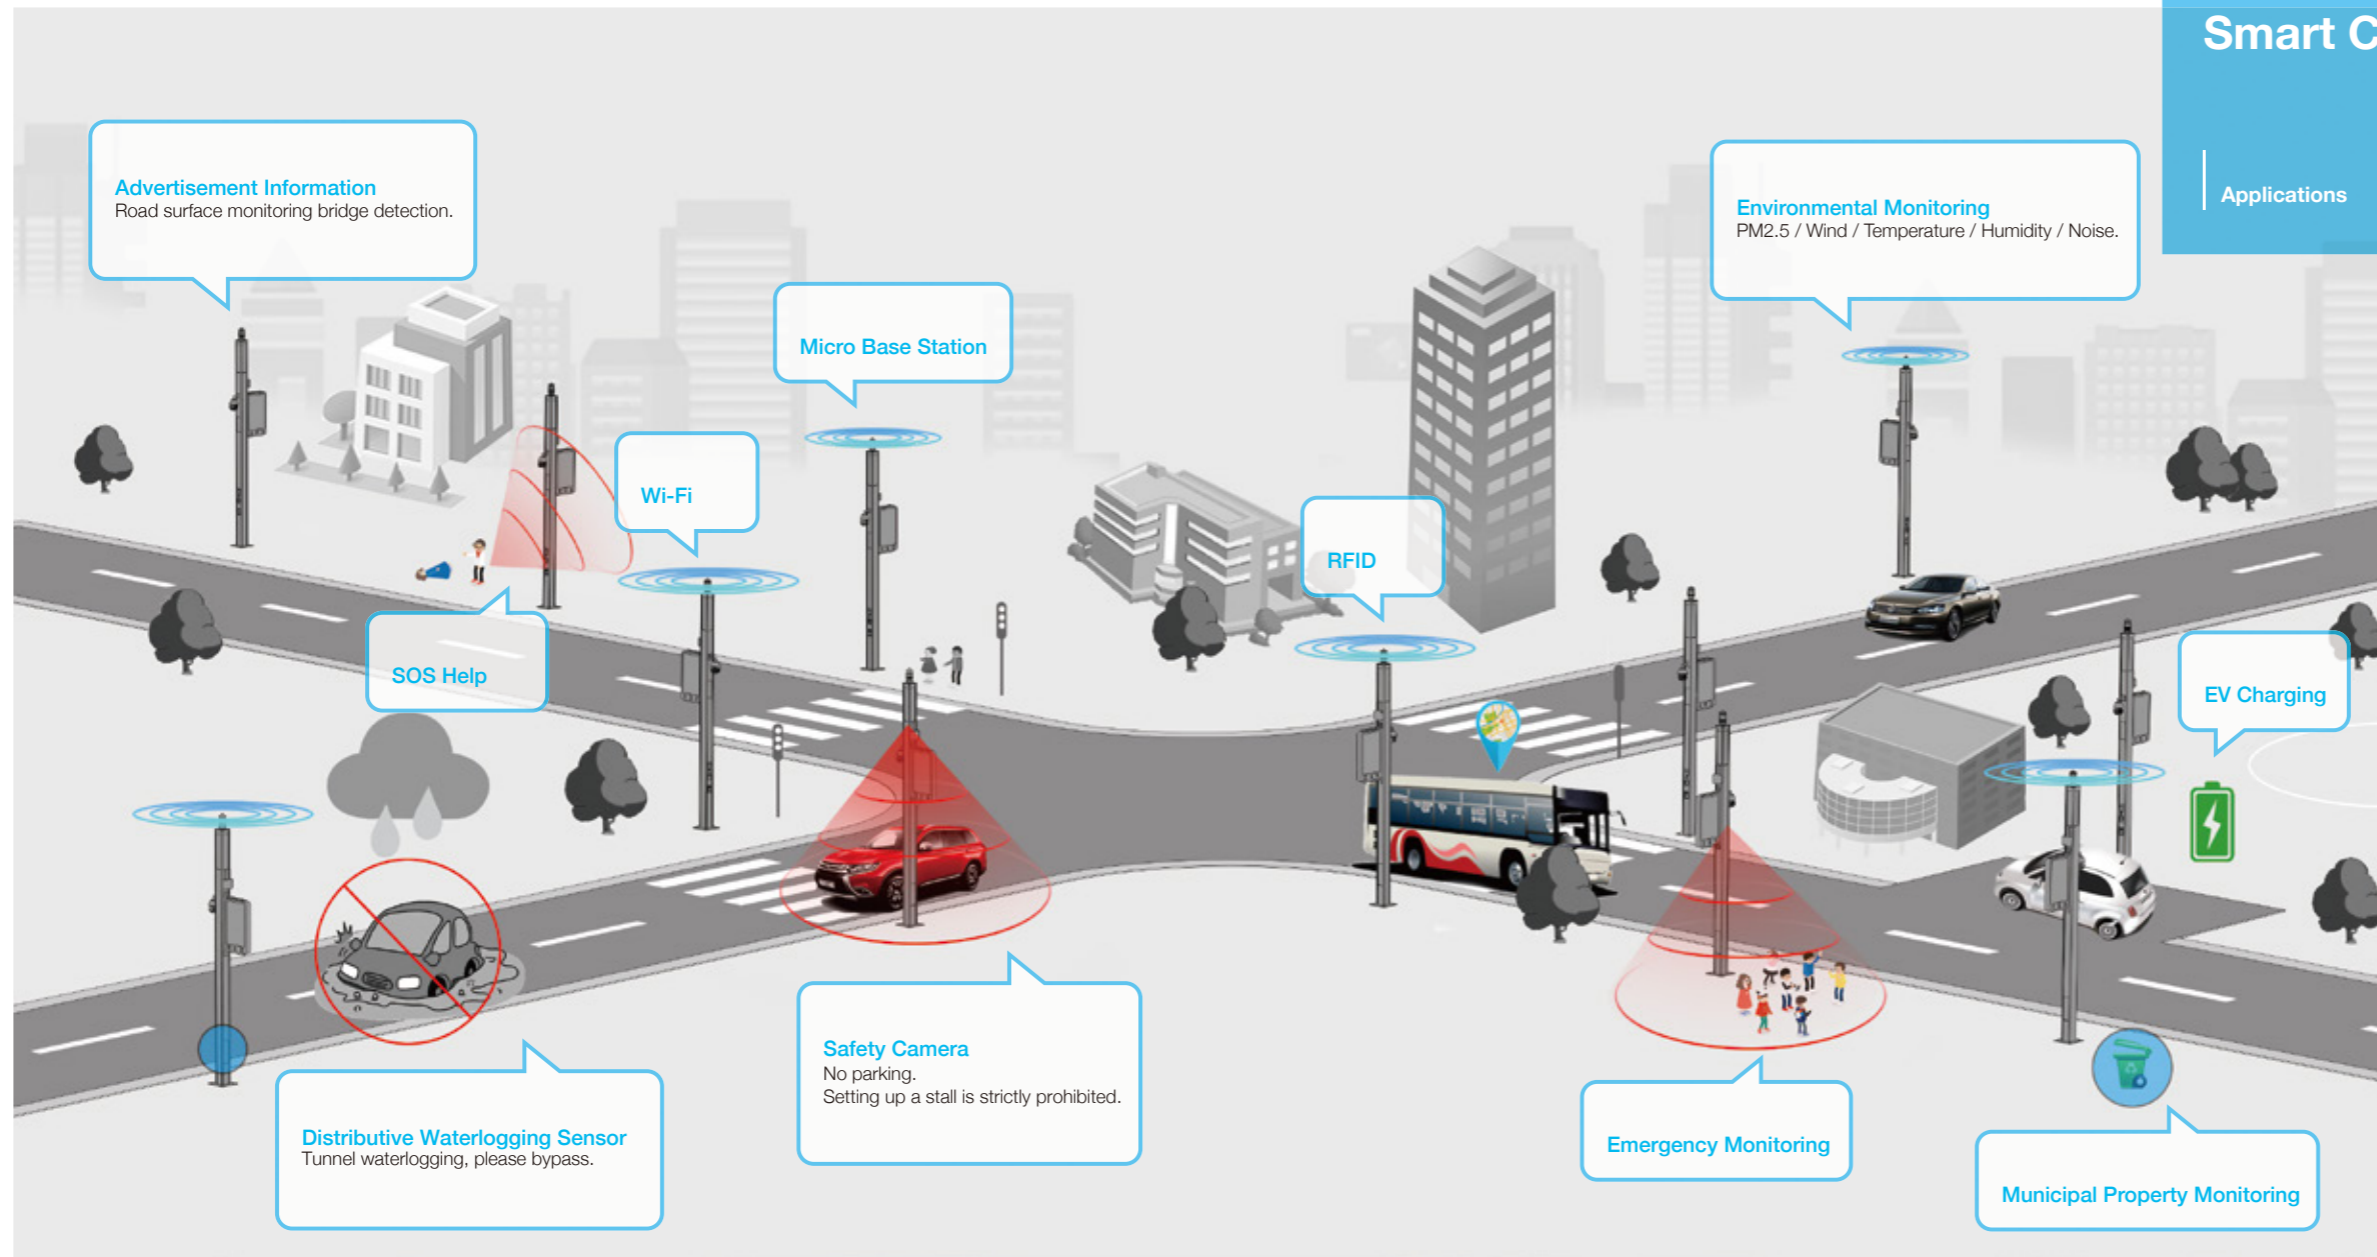 Smart C
Applications
Advertisement Information
Road surface monitoring bridge detection.
Environmental Monitoring
PM2.5 / Wind / Temperature / Humidity / Noise.
Micro Base Station
Wi-Fi
RFID
SOS Help
EV Charging
Safety Camera
No parking.
Setting up a stall is strictly prohibited.
Distributive Waterlogging Sensor
Tunnel waterlogging, please bypass.
Emergency Monitoring
Municipal Property Monitoring